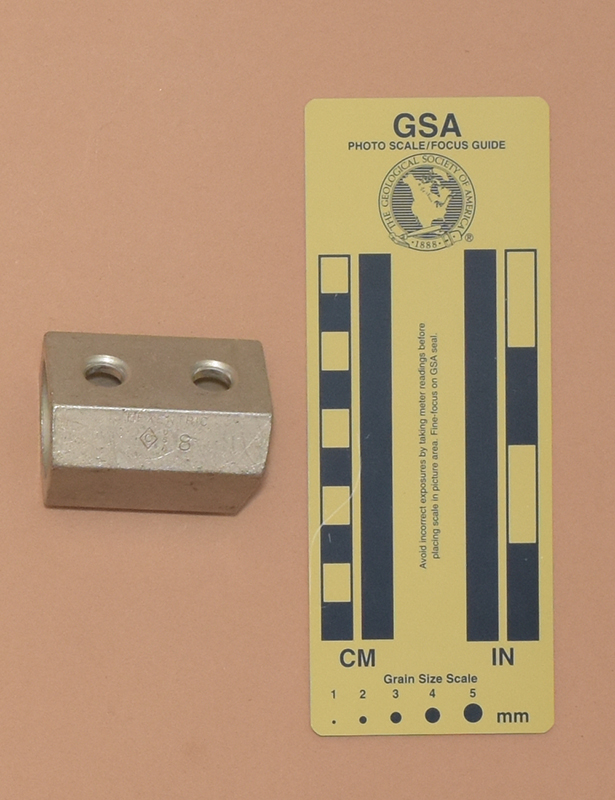 GSA
PHOTO SCALE/FOCUS GUIDE
THE GEOLOGICAL SOCIETY OF AMERICA
·1888·
®
8
Avoid incorrect exposures by taking meter readings before
placing scale in picture area. Fine-focus on GSA seal.
CM
IN
Grain Size Scale
1 2 3 4 5
mm